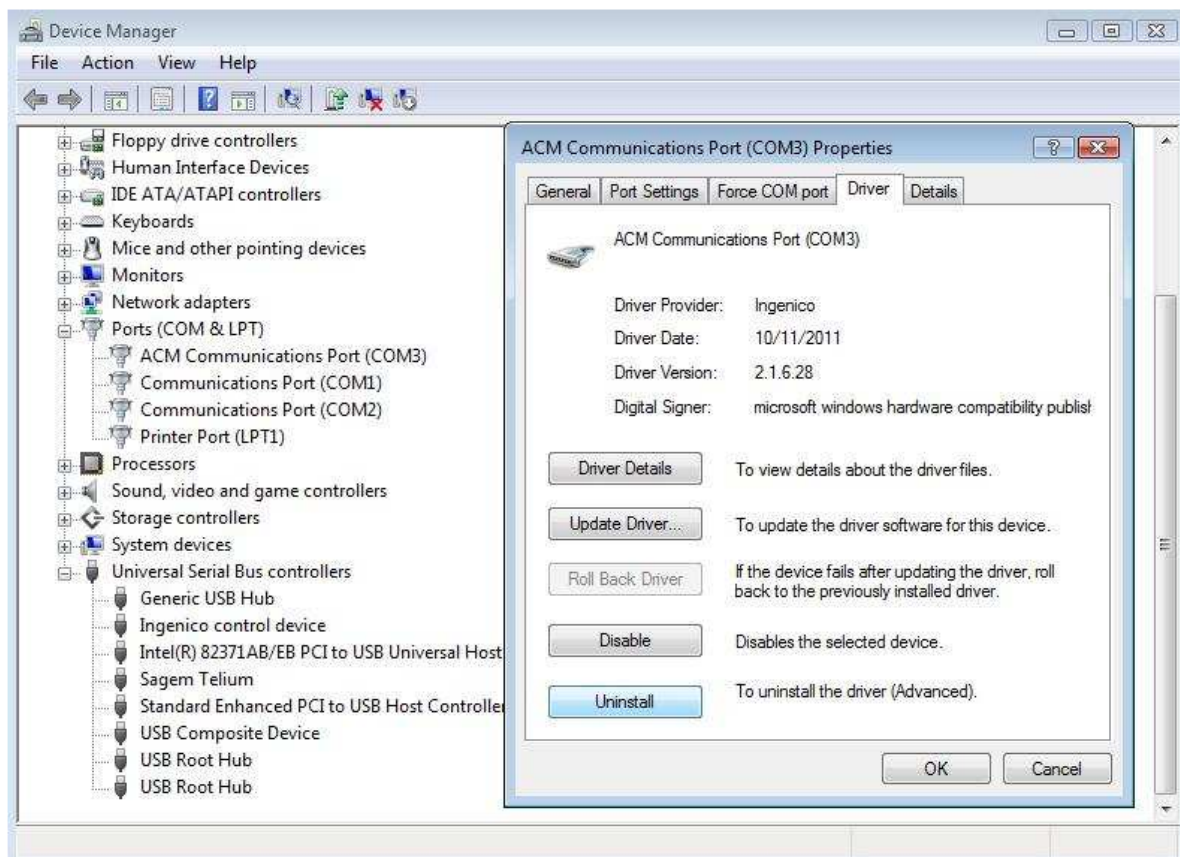 Device Manager
File Action View Help
Floppy drive controllers
Human Interface Devices
IDE ATA/ATAPI controllers
Keyboards
Mice and other pointing devices
Monitors
Network adapters
Ports (COM & LPT)
ACM Communications Port (COM3)
Communications Port (COM1)
Communications Port (COM2)
Printer Port (LPT1)
Processors
Sound, video and game controllers
Storage controllers
System devices
Universal Serial Bus controllers
Generic USB Hub
Ingenico control device
Intel(R) 82371AB/EB PCI to USB Universal Host
Sagem Telium
Standard Enhanced PCI to USB Host Controller
USB Composite Device
USB Root Hub
USB Root Hub
ACM Communications Port (COM3) Properties
General Port Settings Force COM port Driver Details
ACM Communications Port (COM3)
Driver Provider: Ingenico
Driver Date: 10/11/2011
Driver Version: 2.1.6.28
Digital Signer: microsoft windows hardware compatibility publish
Driver Details To view details about the driver files.
Update Driver... To update the driver software for this device.
Roll Back Driver If the device fails after updating the driver, roll
back to the previously installed driver.
Disable Disables the selected device.
Uninstall To uninstall the driver (Advanced).
OK Cancel